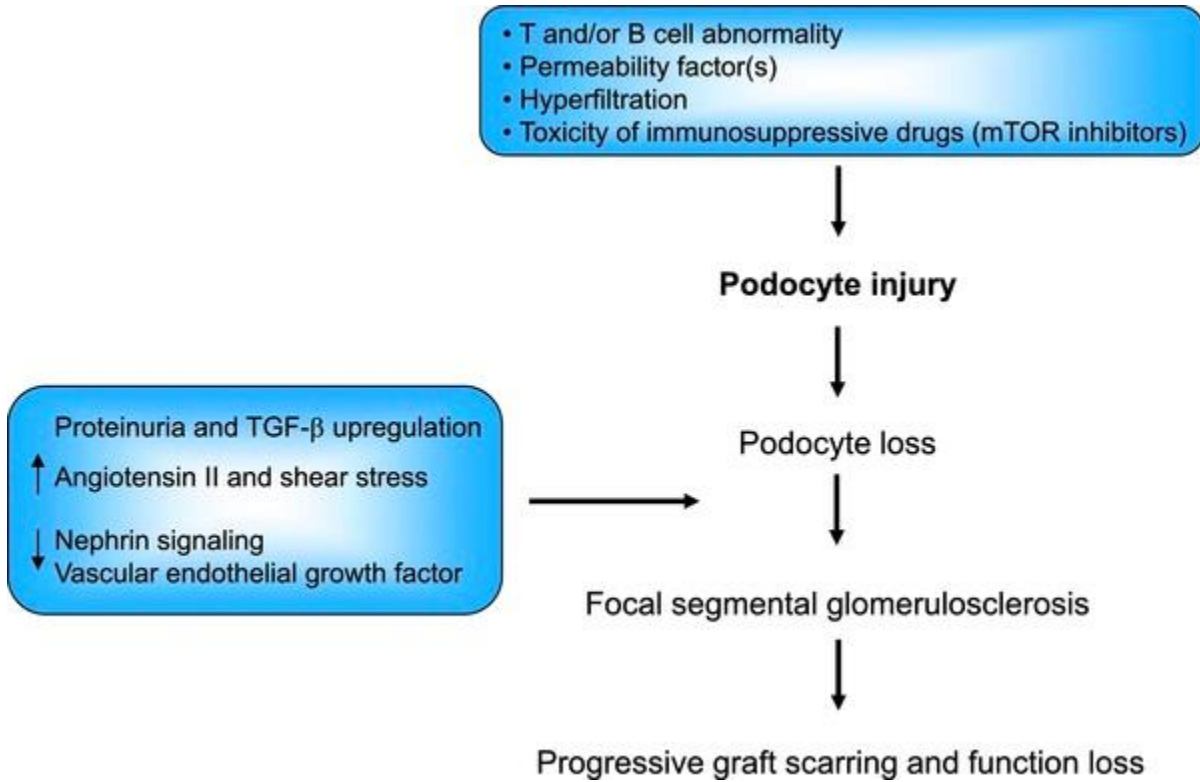 • T and/or B cell abnormality
• Permeability factor(s)
• Hyperfiltration
• Toxicity of immunosuppressive drugs (mTOR inhibitors)
Podocyte injury
Podocyte loss
Proteinuria and TGF-β upregulation
↑ Angiotensin II and shear stress
↓ Nephrin signaling
Vascular endothelial growth factor
Focal segmental glomerulosclerosis
Progressive graft scarring and function loss